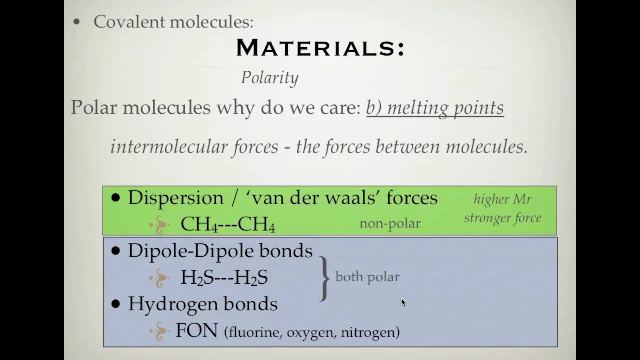 • Covalent molecules:
MATERIALS:
Polarity
Polar molecules why do we care: b) melting points
intermolecular forces - the forces between molecules.
• Dispersion / ‘van der waals’ forces
higher Mr
stronger force
CH₄---CH₄
non-polar
• Dipole-Dipole bonds
H₂S---H₂S
both polar
• Hydrogen bonds
FON (fluorine, oxygen, nitrogen)